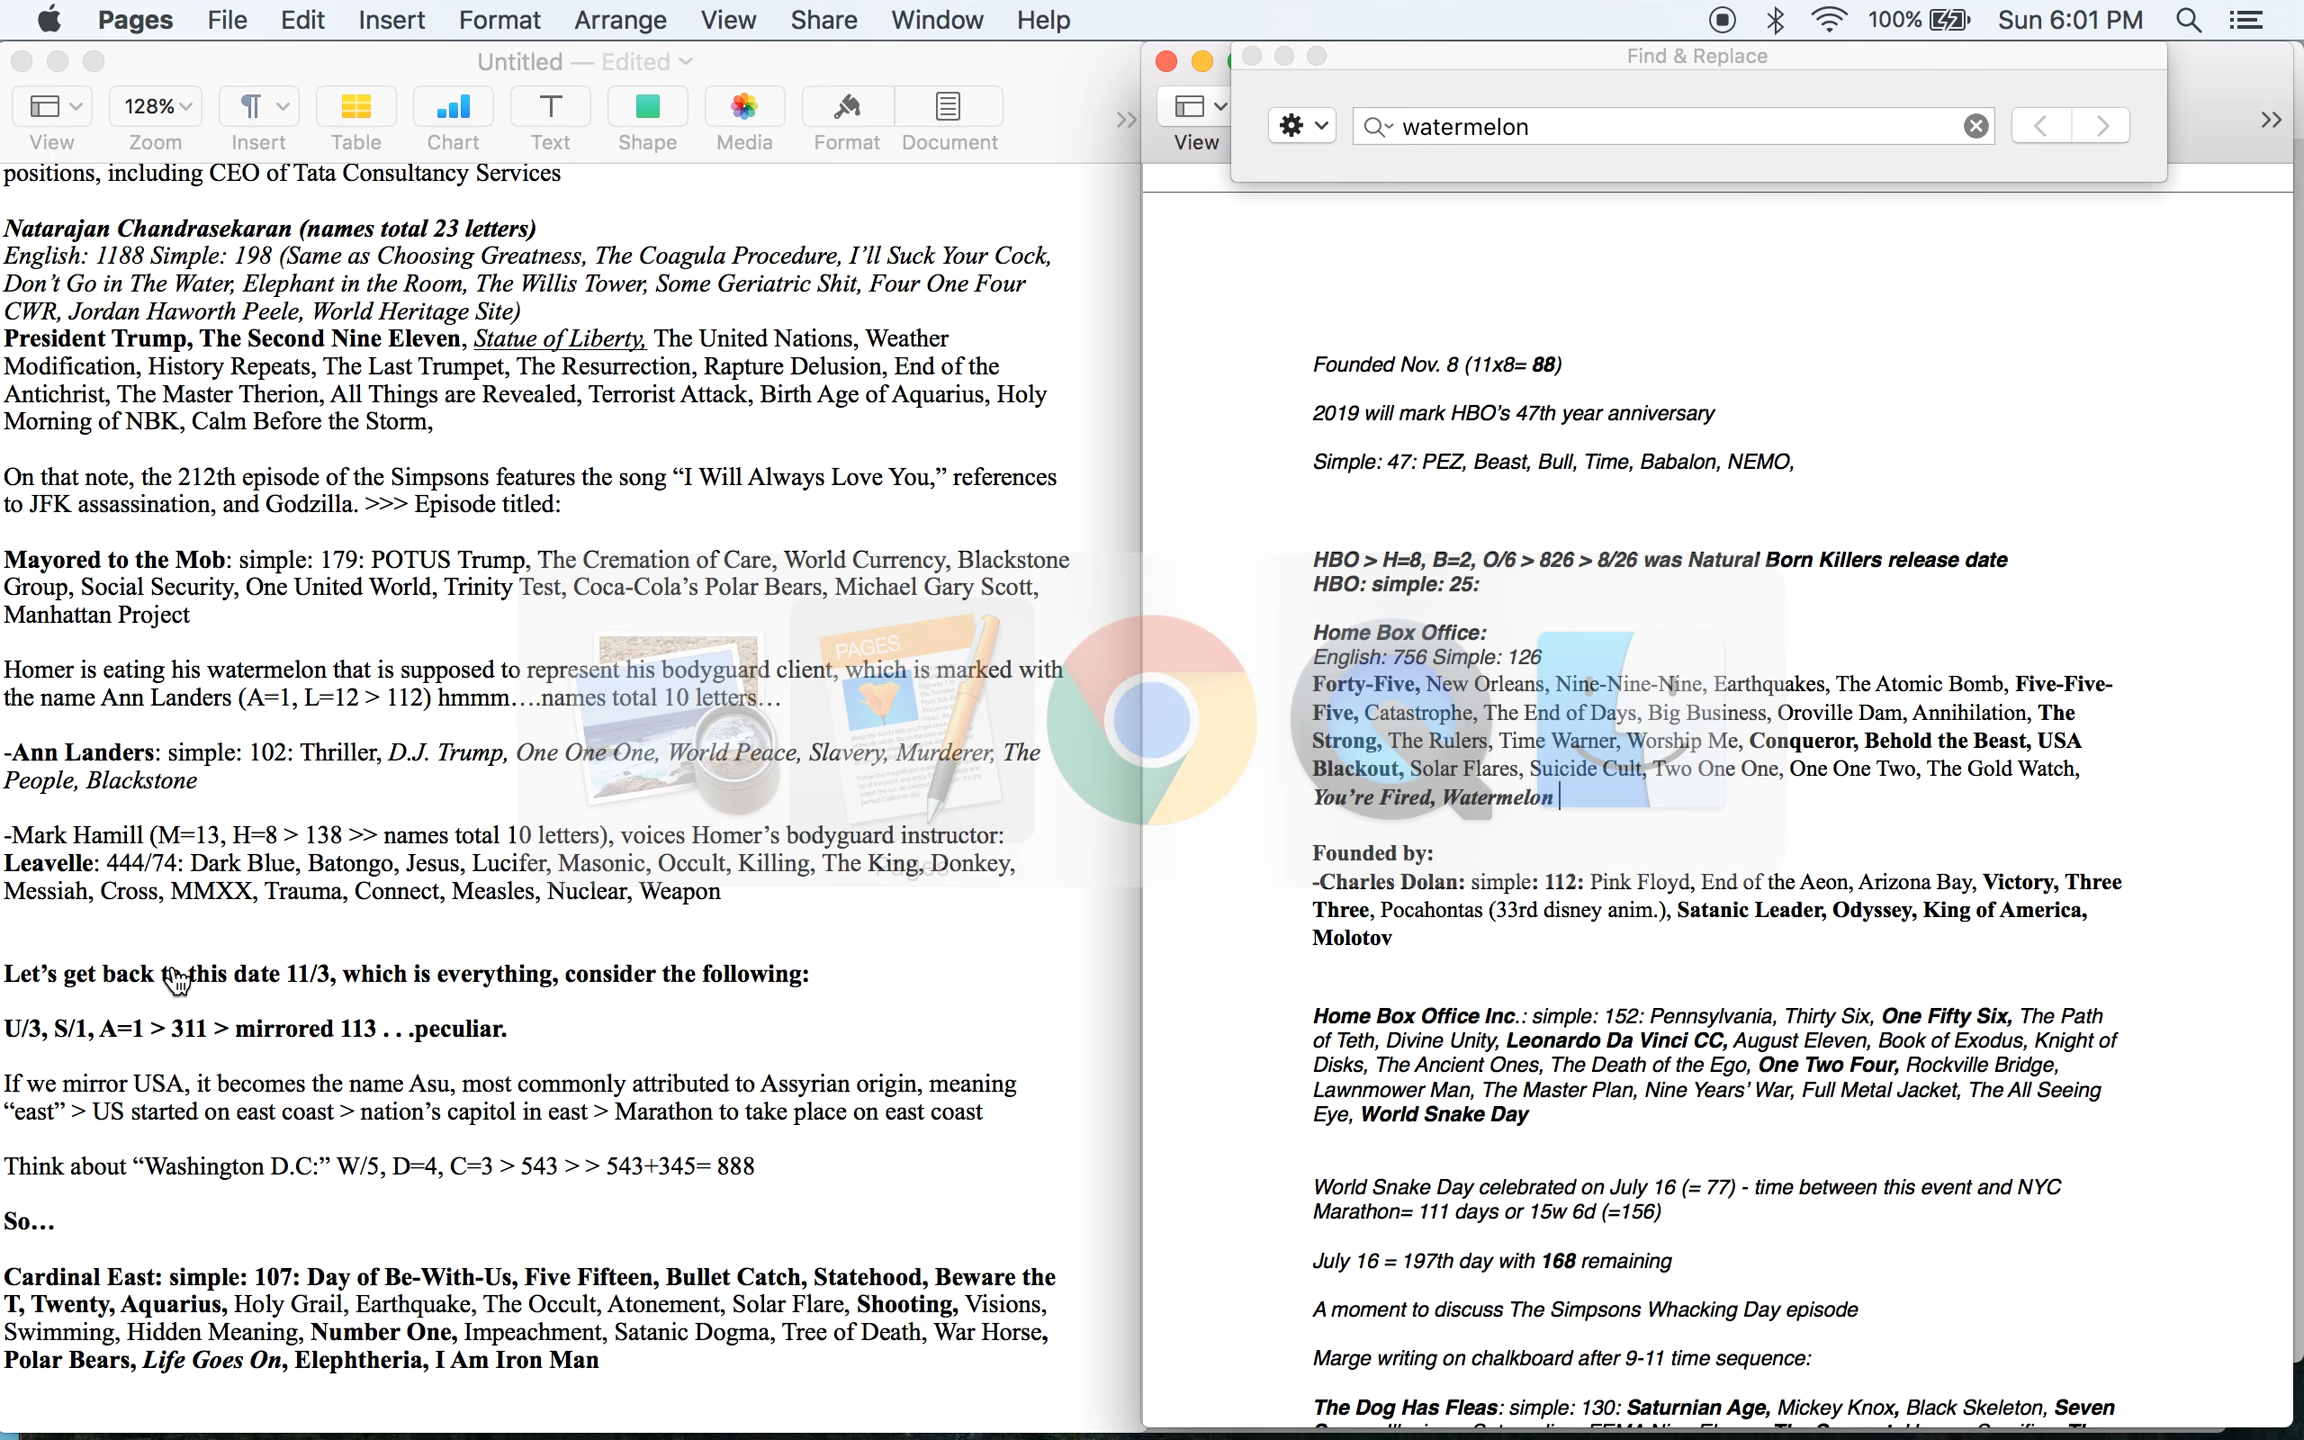 Pages File Edit Insert Format Arrange View Share Window Help 100% Sun 6:01 PM
Untitled — Edited
128%
View Zoom Insert Table Chart Text Shape Media Format Document
positions, including CEO of Tata Consultancy Services
Natarajan Chandrasekaran (names total 23 letters)
English: 1188 Simple: 198 (Same as Choosing Greatness, The Coagula Procedure, I’ll Suck Your Cock,
Don’t Go in The Water, Elephant in the Room, The Willis Tower, Some Geriatric Shit, Four One Four
CWR, Jordan Haworth Peele, World Heritage Site)
President Trump, The Second Nine Eleven, Statue of Liberty, The United Nations, Weather
Modification, History Repeats, The Last Trumpet, The Resurrection, Rapture Delusion, End of the
Antichrist, The Master Therion, All Things are Revealed, Terrorist Attack, Birth Age of Aquarius, Holy
Morning of NBK, Calm Before the Storm,
On that note, the 212th episode of the Simpsons features the song “I Will Always Love You,” references
to JFK assassination, and Godzilla. >>> Episode titled:
Mayored to the Mob: simple: 179: POTUS Trump, The Cremation of Care, World Currency, Blackstone
Group, Social Security, One United World, Trinity Test, Coca-Cola’s Polar Bears, Michael Gary Scott,
Manhattan Project
Homer is eating his watermelon that is supposed to represent his bodyguard client, which is marked with
the name Ann Landers (A=1, L=12 > 112) hmmm….names total 10 letters…
-Ann Landers: simple: 102: Thriller, D.J. Trump, One One One, World Peace, Slavery, Murderer, The
People, Blackstone
-Mark Hamill (M=13, H=8 > 138 >> names total 10 letters), voices Homer’s bodyguard instructor:
Leavelle: 444/74: Dark Blue, Batongo, Jesus, Lucifer, Masonic, Occult, Killing, The King, Donkey,
Messiah, Cross, MMXX, Trauma, Connect, Measles, Nuclear, Weapon
Let’s get back to this date 11/3, which is everything, consider the following:
U/3, S/1, A=1 > 311 > mirrored 113 . . .peculiar.
If we mirror USA, it becomes the name Asu, most commonly attributed to Assyrian origin, meaning
“east” > US started on east coast > nation’s capitol in east > Marathon to take place on east coast
Think about “Washington D.C:” W/5, D=4, C=3 > 543 > > 543+345= 888
So…
Cardinal East: simple: 107: Day of Be-With-Us, Five Fifteen, Bullet Catch, Statehood, Beware the
T, Twenty, Aquarius, Holy Grail, Earthquake, The Occult, Atonement, Solar Flare, Shooting, Visions,
Swimming, Hidden Meaning, Number One, Impeachment, Satanic Dogma, Tree of Death, War Horse,
Polar Bears, Life Goes On, Elephtheria, I Am Iron Man
Find & Replace
watermelon
View
Founded Nov. 8 (11x8= 88)
2019 will mark HBO’s 47th year anniversary
Simple: 47: PEZ, Beast, Bull, Time, Babalon, NEMO,
HBO > H=8, B=2, O/6 > 826 > 8/26 was Natural Born Killers release date
HBO: simple: 25:
Home Box Office:
English: 756 Simple: 126
Forty-Five, New Orleans, Nine-Nine-Nine, Earthquakes, The Atomic Bomb, Five-Five-
Five, Catastrophe, The End of Days, Big Business, Oroville Dam, Annihilation, The
Strong, The Rulers, Time Warner, Worship Me, Conqueror, Behold the Beast, USA
Blackout, Solar Flares, Suicide Cult, Two One One, One One Two, The Gold Watch,
You’re Fired, Watermelon
Founded by:
-Charles Dolan: simple: 112: Pink Floyd, End of the Aeon, Arizona Bay, Victory, Three
Three, Pocahontas (33rd disney anim.), Satanic Leader, Odyssey, King of America,
Molotov
Home Box Office Inc.: simple: 152: Pennsylvania, Thirty Six, One Fifty Six, The Path
of Teth, Divine Unity, Leonardo Da Vinci CC, August Eleven, Book of Exodus, Knight of
Disks, The Ancient Ones, The Death of the Ego, One Two Four, Rockville Bridge,
Lawnmower Man, The Master Plan, Nine Years’ War, Full Metal Jacket, The All Seeing
Eye, World Snake Day
World Snake Day celebrated on July 16 (= 77) - time between this event and NYC
Marathon= 111 days or 15w 6d (=156)
July 16 = 197th day with 168 remaining
A moment to discuss The Simpsons Whacking Day episode
Marge writing on chalkboard after 9-11 time sequence:
The Dog Has Fleas: simple: 130: Saturnian Age, Mickey Knox, Black Skeleton, Seven
PAGES
Pages